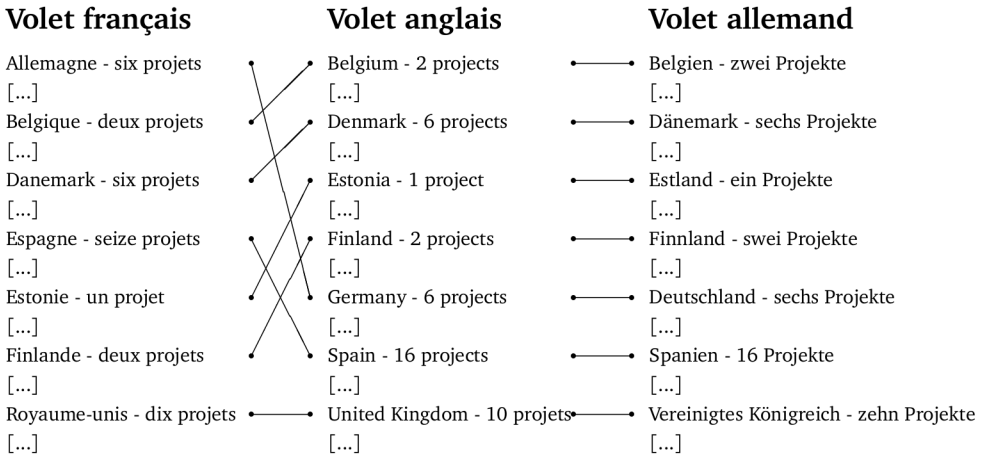 Volet français Volet anglais Volet allemand
Allemagne - six projets Belgium - 2 projects Belgien - zwei Projekte
[...] [...] [...]
Belgique - deux projets Denmark - 6 projects Dänemark - sechs Projekte
[...] [...] [...]
Danemark - six projets Estonia - 1 project Estland - ein Projekte
[...] [...] [...]
Espagne - seize projets Finland - 2 projects Finnland - swei Projekte
[...] [...] [...]
Estonie - un projet Germany - 6 projects Deutschland - sechs Projekte
[...] [...] [...]
Finlande - deux projets Spain - 16 projects Spanien - 16 Projekte
[...] [...] [...]
Royaume-unis - dix projets United Kingdom - 10 projets Vereinigtes Königreich - zehn Projekte
[...] [...] [...]